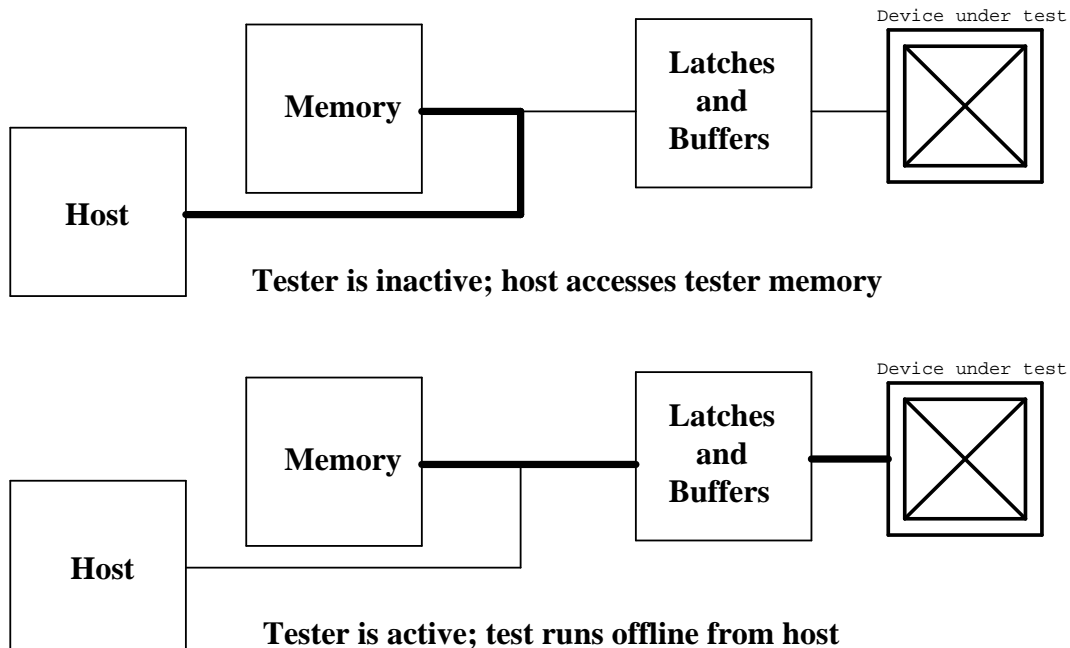 Device under test
Memory
Latches
and
Buffers
Host
Tester is inactive; host accesses tester memory
Device under test
Memory
Latches
and
Buffers
Host
Tester is active; test runs offline from host